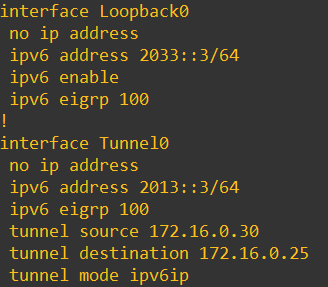 interface Loopback0
no ip address
ipv6 address 2033::3/64
ipv6 enable
ipv6 eigrp 100
!
interface Tunnel0
no ip address
ipv6 address 2013::3/64
ipv6 eigrp 100
tunnel source 172.16.0.30
tunnel destination 172.16.0.25
tunnel mode ipv6ip